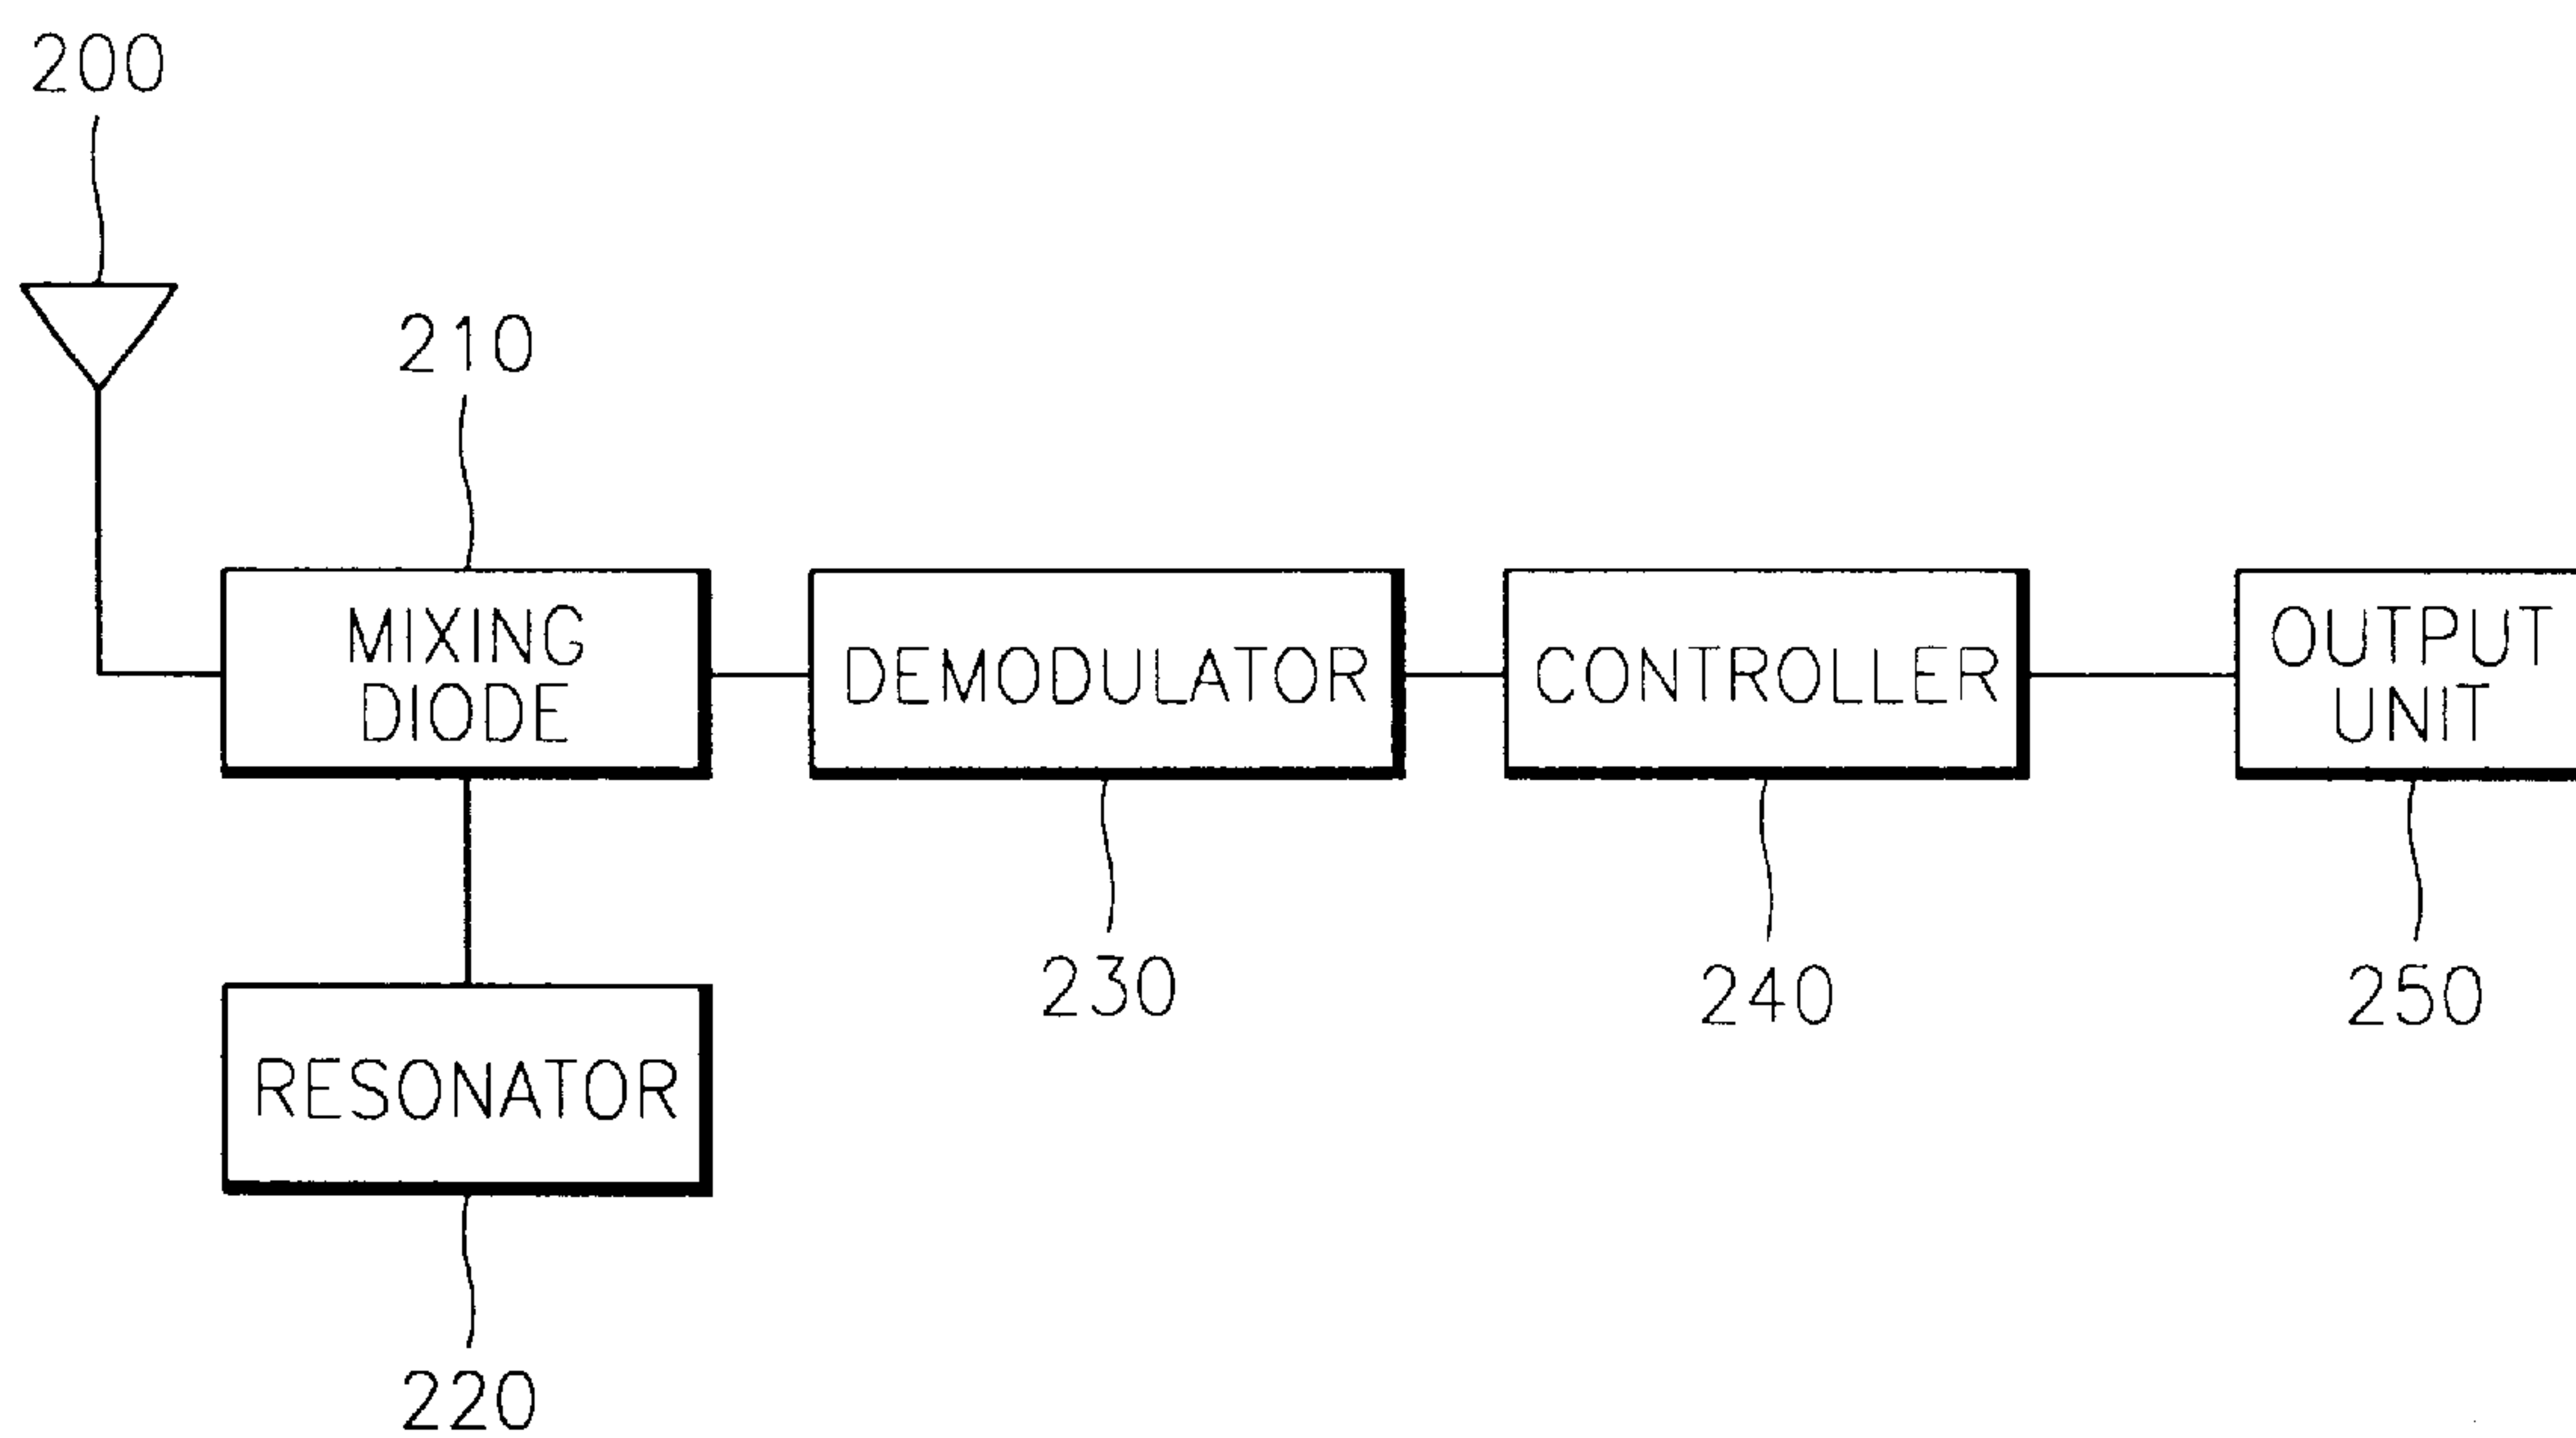 200
210
MIXING
DIODE
DEMODULATOR
CONTROLLER
OUTPUT
UNIT
230
240
250
RESONATOR
220